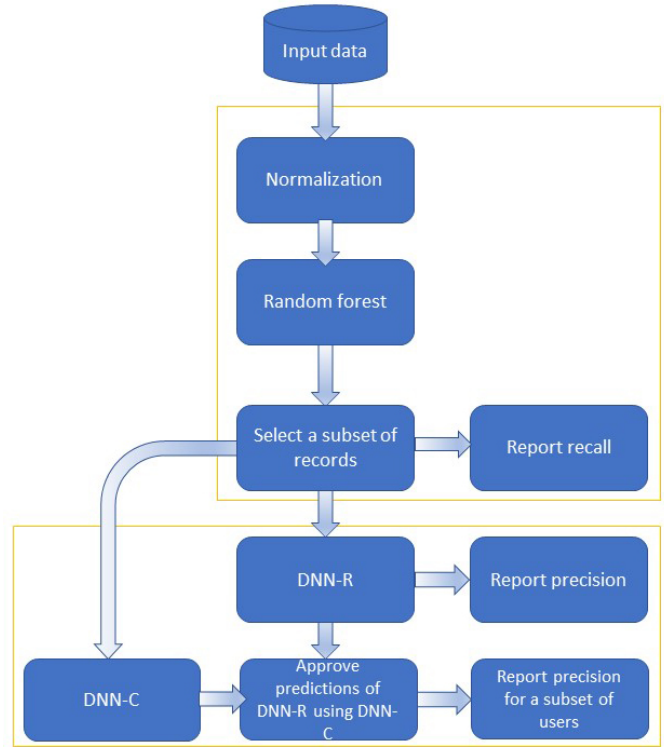 Input data
Normalization
Random forest
Select a subset of
records
Report recall
DNN-R
Report precision
DNN-C
Approve
predictions of
DNN-R using DNN-
C
Report precision
for a subset of
users